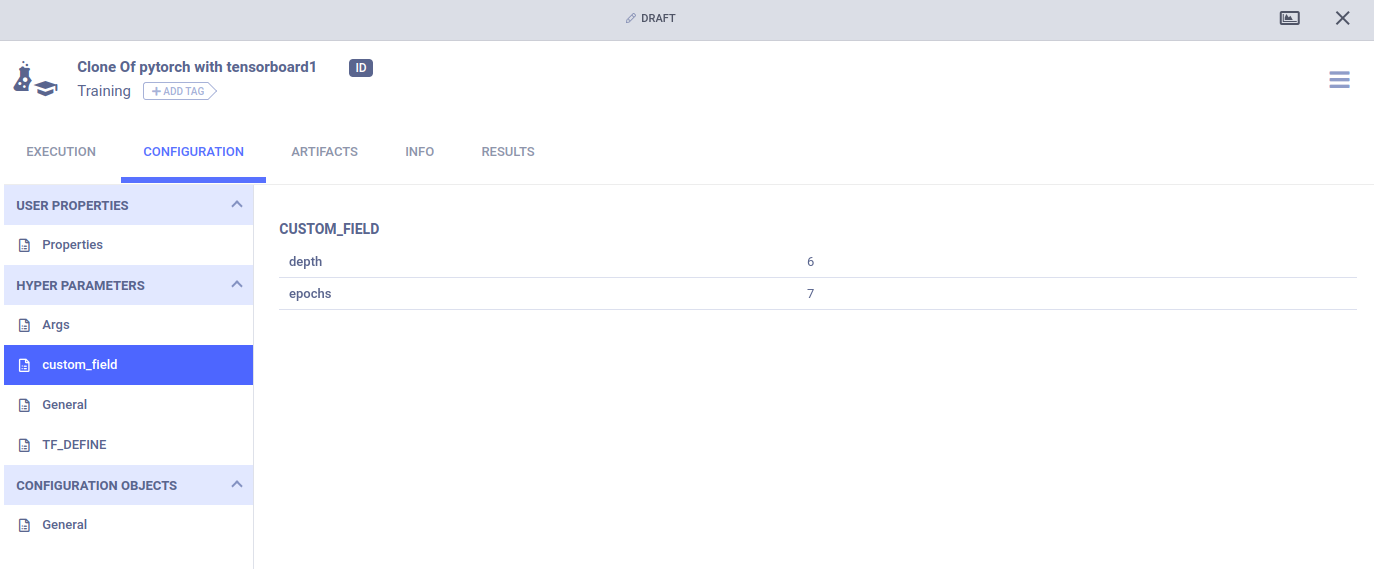 DRAFT
Clone Of pytorch with tensorboard1 ID
Training + ADD TAG
EXECUTION CONFIGURATION ARTIFACTS INFO RESULTS
USER PROPERTIES
Properties
HYPER PARAMETERS
Args
custom_field
General
TF_DEFINE
CONFIGURATION OBJECTS
General
CUSTOM_FIELD
depth 6
epochs 7